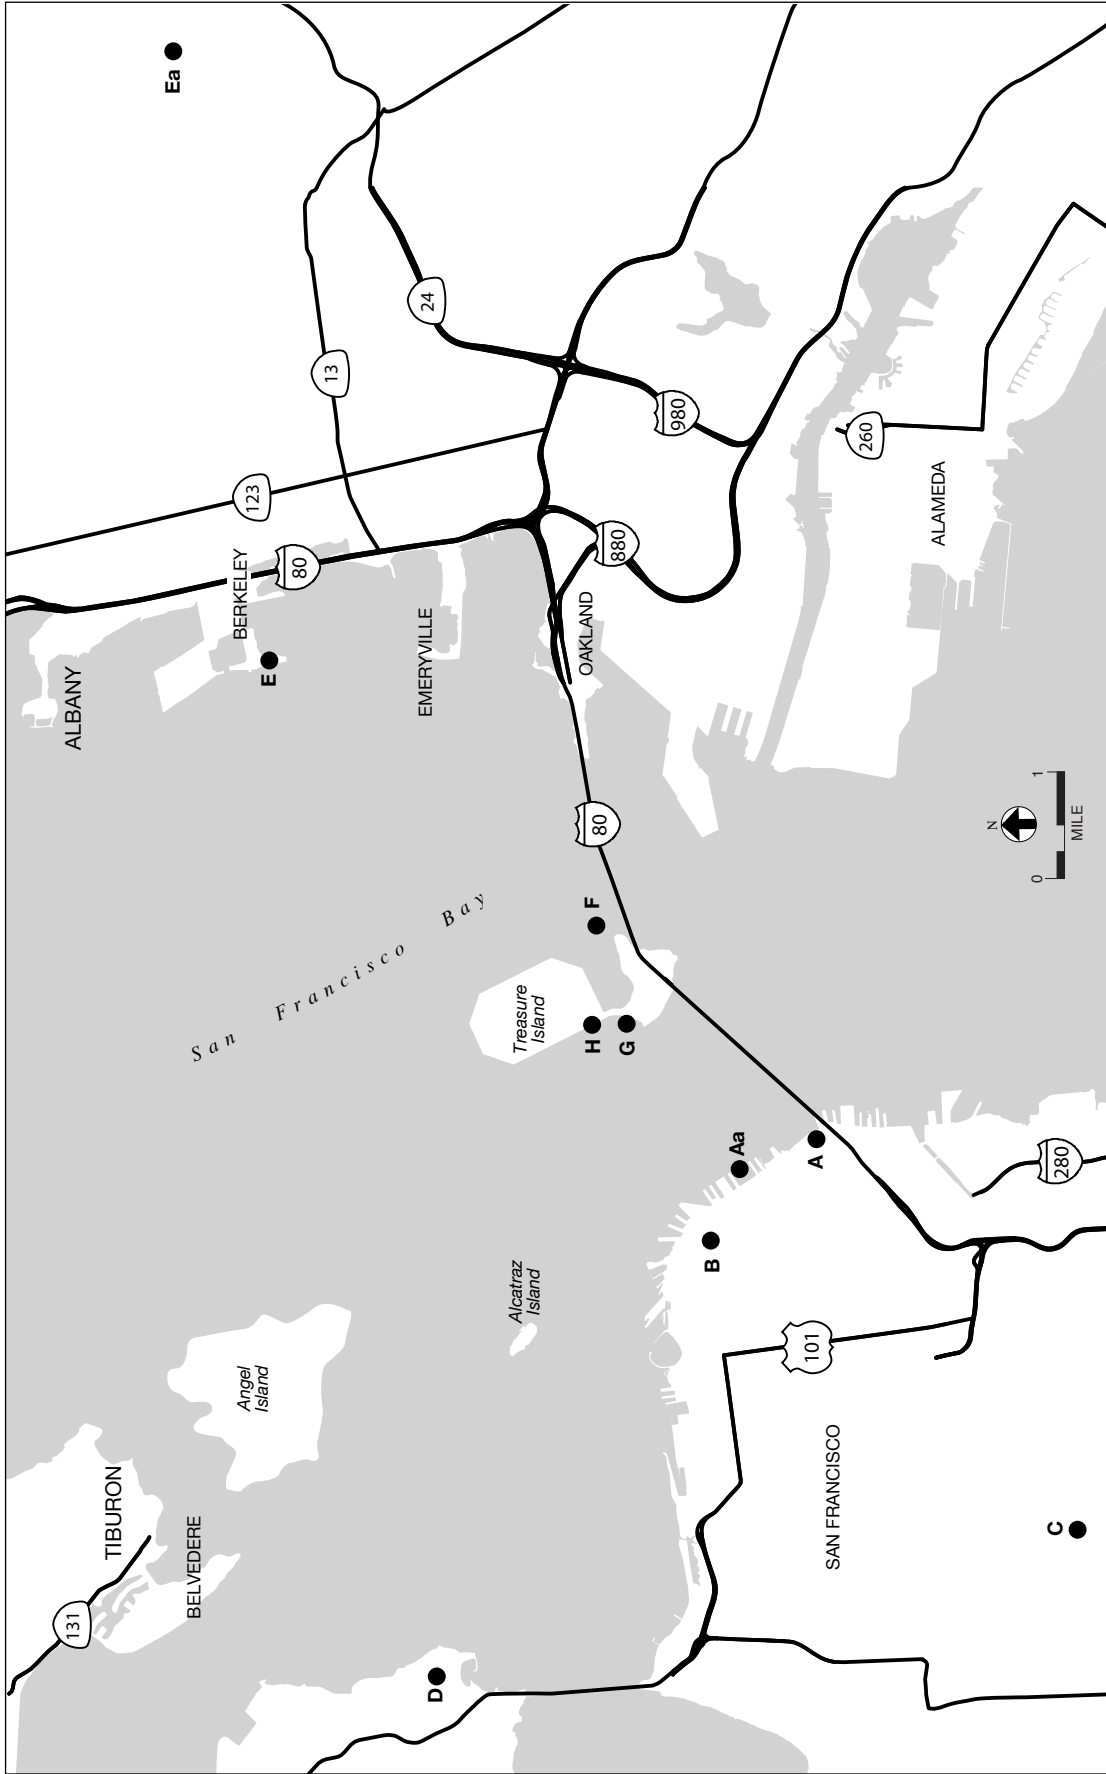 131
TIBURON
BELVEDERE
D
Angel
Island
Alcatraz
Island
San Francisco Bay
ALBANY
BERKELEY
E
Ea
123
80
13
24
EMERYVILLE
Treasure
Island
H
G
F
80
OAKLAND
880
980
B
Aa
A
101
SAN FRANCISCO
C
280
260
ALAMEDA
N
0
1
MILE